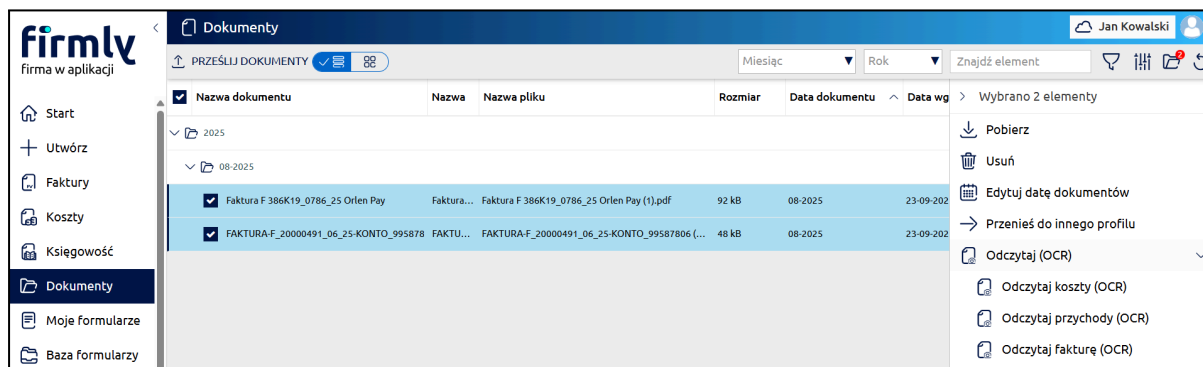 firmly
firma w aplikacji
Start
Utwórz
Faktury
Koszty
Księgowość
Dokumenty
Moje formularze
Baza formularzy
Dokumenty
Jan Kowalski
PRZEŚLIJ DOKUMENTY
Miesiąc
Rok
Znajdź element
2
Nazwa dokumentu Nazwa Nazwa pliku Rozmiar Data dokumentu Data wg
2025
08-2025
Faktura F 386K19_0786_25 Orlen Pay Faktura... Faktura F 386K19_0786_25 Orlen Pay (1).pdf 92 kB 08-2025 23-09-202
FAKTURA-F_20000491_06_25-KONTO_995878 FAKTU... FAKTURA-F_20000491_06_25-KONTO_99587806 (... 48 kB 08-2025 23-09-202
Wybrano 2 elementy
Pobierz
Usuń
Edytuj datę dokumentów
Przenieś do innego profilu
Odczytaj (OCR)
Odczytaj koszty (OCR)
Odczytaj przychody (OCR)
Odczytaj fakturę (OCR)